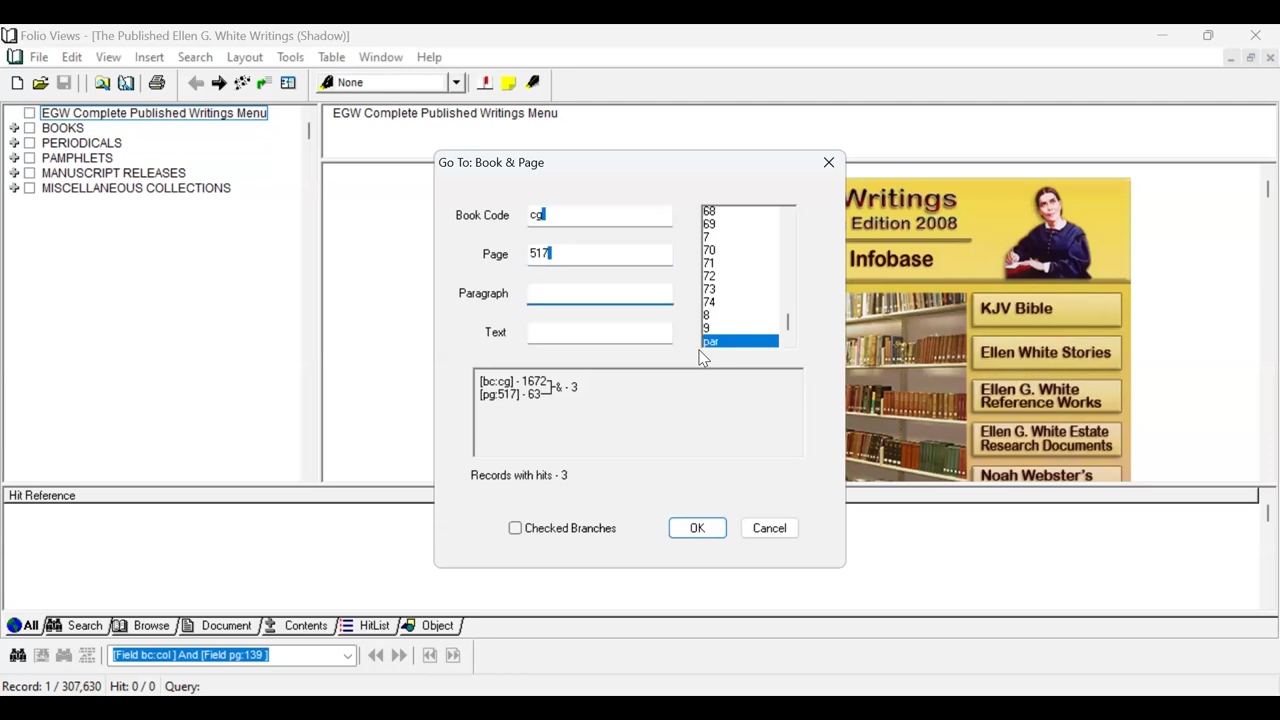 Folio Views - [The Published Ellen G. White Writings (Shadow)]
File Edit View Insert Search Layout Tools Table Window Help
None
EGW Complete Published Writings Menu
BOOKS
PERIODICALS
PAMPHLETS
MANUSCRIPT RELEASES
MISCELLANEOUS COLLECTIONS
EGW Complete Published Writings Menu
Writings
Edition 2008
Infobase
KJV Bible
Ellen White Stories
Ellen G. White
Reference Works
Ellen G. White Estate
Research Documents
Noah Webster's
Go To: Book & Page
Book Code cg
Page 517
Paragraph
Text
68
69
7
70
71
72
73
74
8
9
par
[bc:cg] - 1672
[pg:517] - 63
& - 3
Records with hits - 3
Checked Branches
OK Cancel
Hit Reference
All Search Browse Document Contents HitList Object
[Field bc:col ] And [Field pg:139 ]
Record: 1 / 307,630 Hit: 0 / 0 Query: